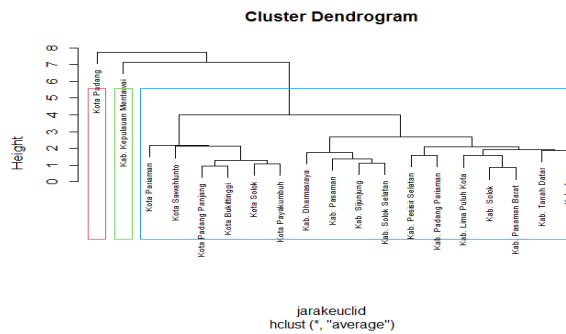 Cluster Dendrogram
Height
0 1 2 3 4 5 6 7 8
Kota Padang
Kab. Kepulauan Mentawai
Kota Pariaman
Kota Sawahlunto
Kota Padang Panjang
Kota Bukittinggi
Kota Solok
Kota Payakumbuh
Kab. Dharmasraya
Kab. Pasaman
Kab. Sijunjung
Kab. Solok Selatan
Kab. Pesisir Selatan
Kab. Padang Pariaman
Kab. Lima Puluh Kota
Kab. Solok
Kab. Pasaman Barat
Kab. Tanah Datar
jarakeuclid
hclust (*, "average")